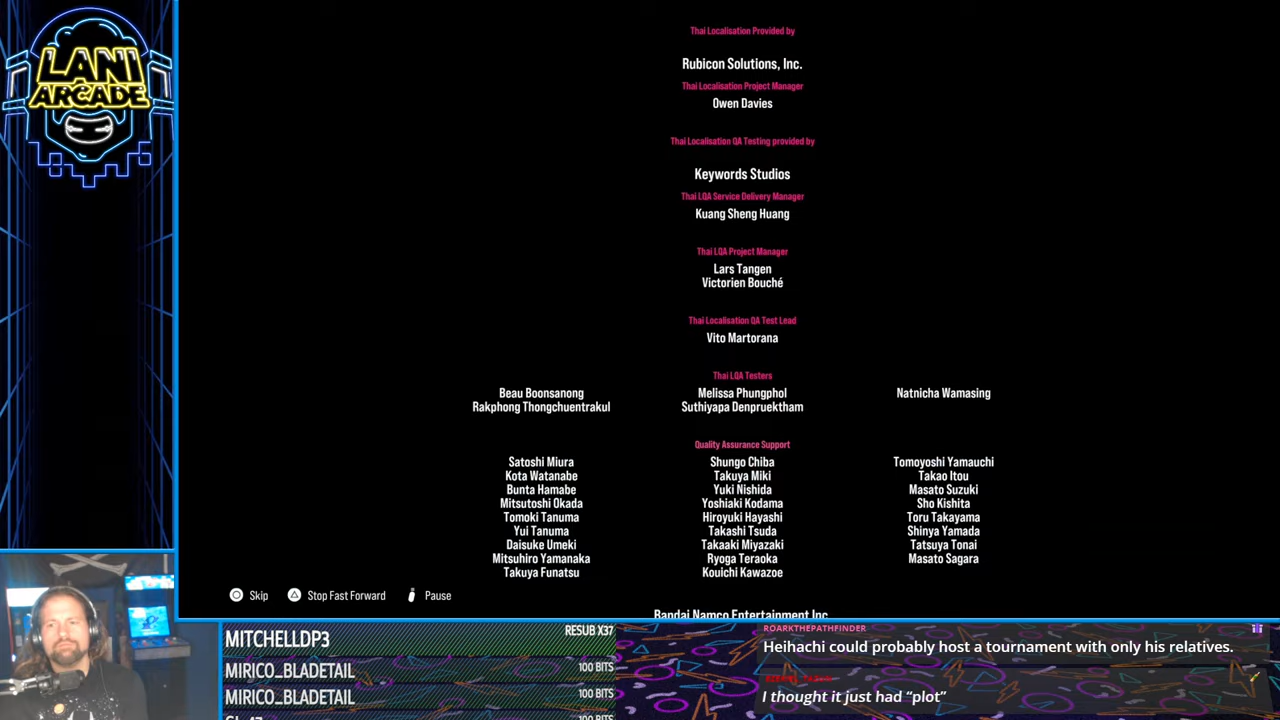 LANI
ARCADE
Thai Localisation Provided by
Rubicon Solutions, Inc.
Thai Localisation Project Manager
Owen Davies
Thai Localisation QA Testing provided by
Keywords Studios
Thai LQA Service Delivery Manager
Kuang Sheng Huang
Thai LQA Project Manager
Lars Tangen
Victorien Bouché
Thai Localisation QA Test Lead
Vito Martorana
Thai LQA Testers
Beau Boonsanong Melissa Phungphol Natnicha Wamasing
Rakphong Thongchuentrakul Suthiyapa Denpruektham
Quality Assurance Support
Satoshi Miura Shungo Chiba Tomoyoshi Yamauchi
Kota Watanabe Takuya Miki Takao Itou
Bunta Hamabe Yuki Nishida Masato Suzuki
Mitsutoshi Okada Yoshiaki Kodama Sho Kishita
Tomoki Tanuma Hiroyuki Hayashi Toru Takayama
Yui Tanuma Takashi Tsuda Shinya Yamada
Daisuke Umeki Takaaki Miyazaki Tatsuya Tonai
Mitsuhiro Yamanaka Ryoga Teraoka Masato Sagara
Takuya Funatsu Kouichi Kawazoe
Skip Stop Fast Forward Pause
Bandai Namco Entertainment Inc.
MITCHELLDP3 RESUB X37
MIRICO_BLADETAIL 100 BITS
MIRICO_BLADETAIL 100 BITS
100 BITS
ROARKTHEPATHFINDER
Heihachi could probably host a tournament with only his relatives.
I thought it just had “plot”